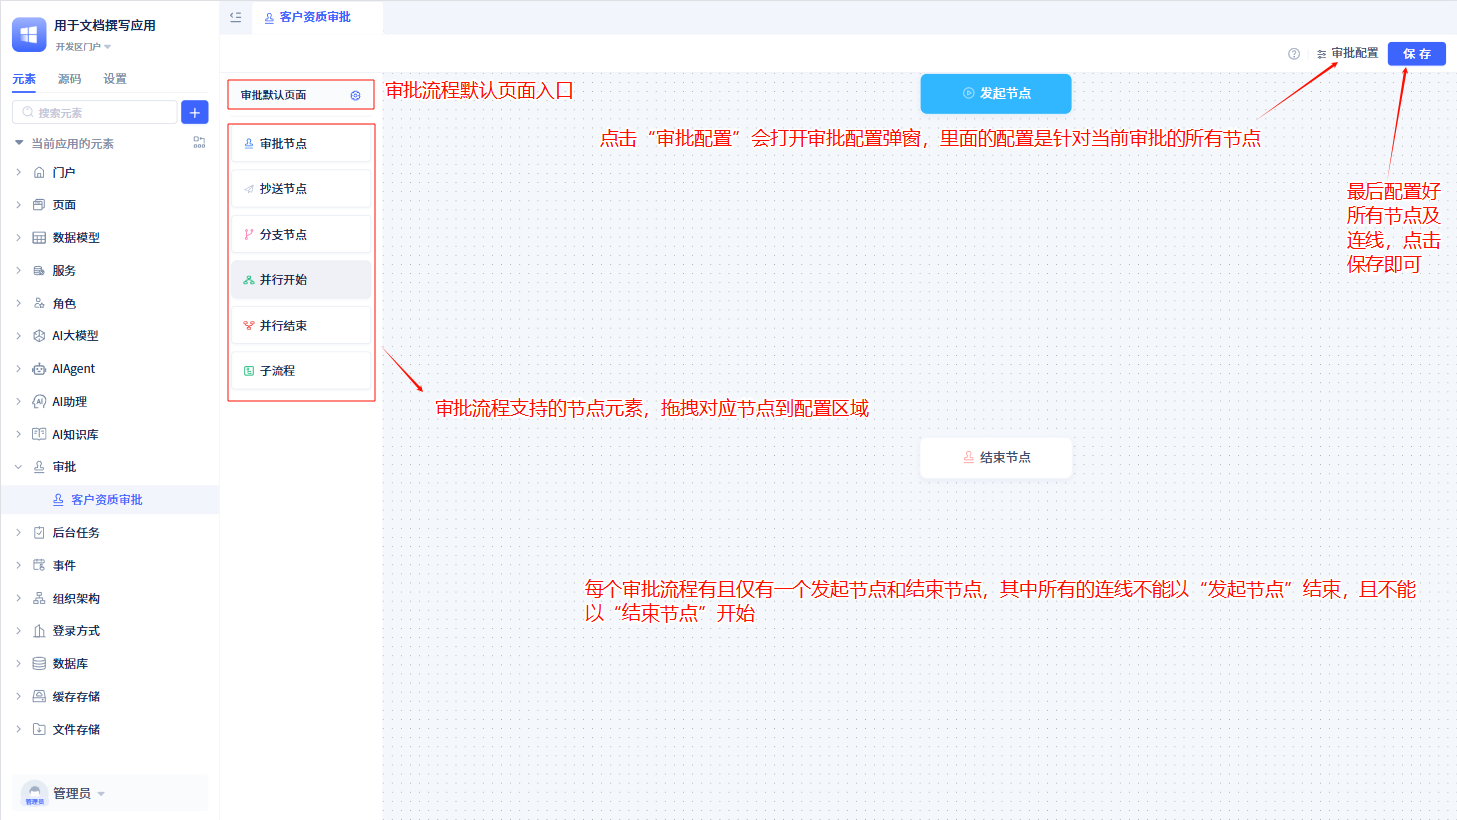 用于文档撰写应用
开发区门户
元素 源码 设置
搜索元素
当前应用的元素
门户
页面
数据模型
服务
角色
AI大模型
AIAgent
AI助理
AI知识库
审批
客户资质审批
后台任务
事件
组织架构
登录方式
数据库
缓存存储
文件存储
管理员
管理员
客户资质审批
审批配置
保 存
审批默认页面
审批流程默认页面入口
审批节点
抄送节点
分支节点
并行开始
并行结束
子流程
发起节点
点击“审批配置”会打开审批配置弹窗，里面的配置是针对当前审批的所有节点
最后配置好
所有节点及
连线，点击
保存即可
审批流程支持的节点元素，拖拽对应节点到配置区域
结束节点
每个审批流程有且仅有一个发起节点和结束节点，其中所有的连线不能以“发起节点”结束，且不能
以“结束节点”开始